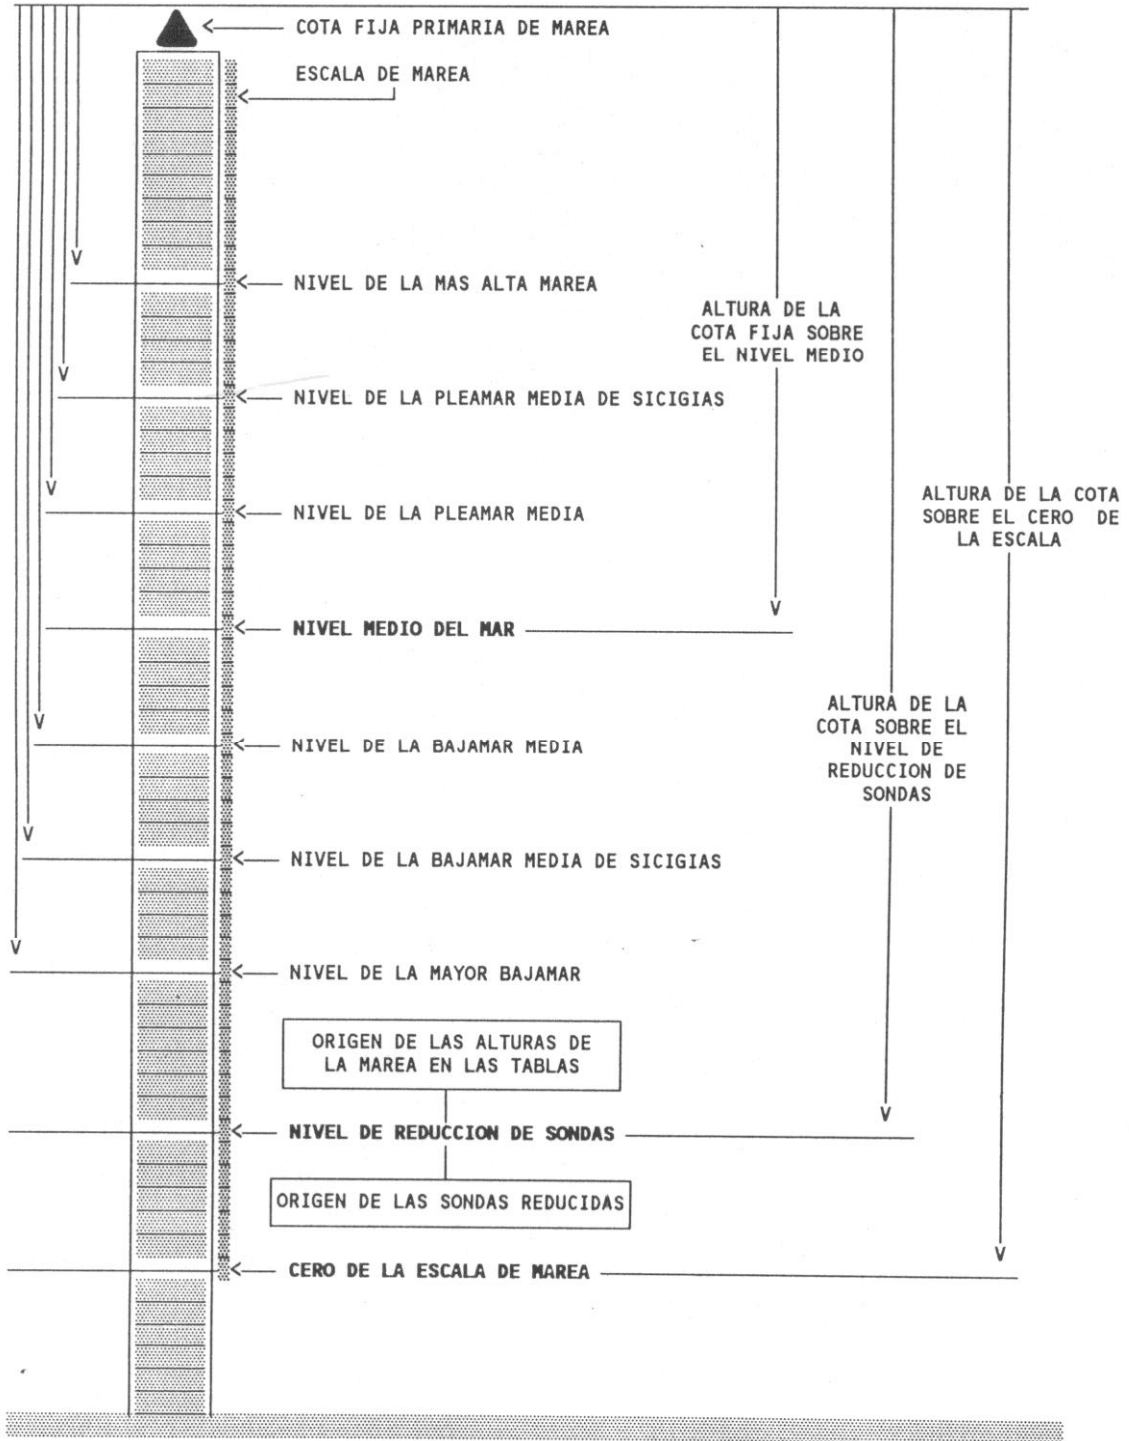 COTA FIJA PRIMARIA DE MAREA
ESCALA DE MAREA
NIVEL DE LA MAS ALTA MAREA
ALTURA DE LA
COTA FIJA SOBRE
EL NIVEL MEDIO
NIVEL DE LA PLEAMAR MEDIA DE SICIGIAS
NIVEL DE LA PLEAMAR MEDIA
ALTURA DE LA COTA
SOBRE EL CERO DE
LA ESCALA
NIVEL MEDIO DEL MAR
ALTURA DE LA
COTA SOBRE EL
NIVEL DE
REDUCCION DE
SONDAS
NIVEL DE LA BAJAMAR MEDIA
NIVEL DE LA BAJAMAR MEDIA DE SICIGIAS
NIVEL DE LA MAYOR BAJAMAR
ORIGEN DE LAS ALTURAS DE
LA MAREA EN LAS TABLAS
NIVEL DE REDUCCION DE SONDAS
ORIGEN DE LAS SONDAS REDUCIDAS
CERO DE LA ESCALA DE MAREA